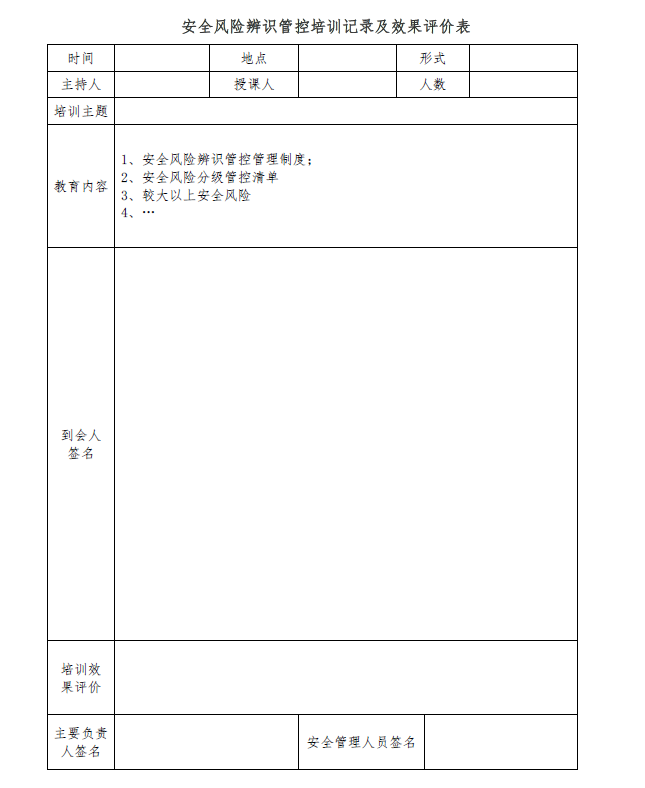 安全风险辨识管控培训记录及效果评价表
时间 地点 形式
主持人 授课人 人数
培训主题
教育内容
1、安全风险辨识管控管理制度；
2、安全风险分级管控清单
3、较大以上安全风险
4、…
到会人
签名
培训效
果评价
主要负责
人签名
安全管理人员签名